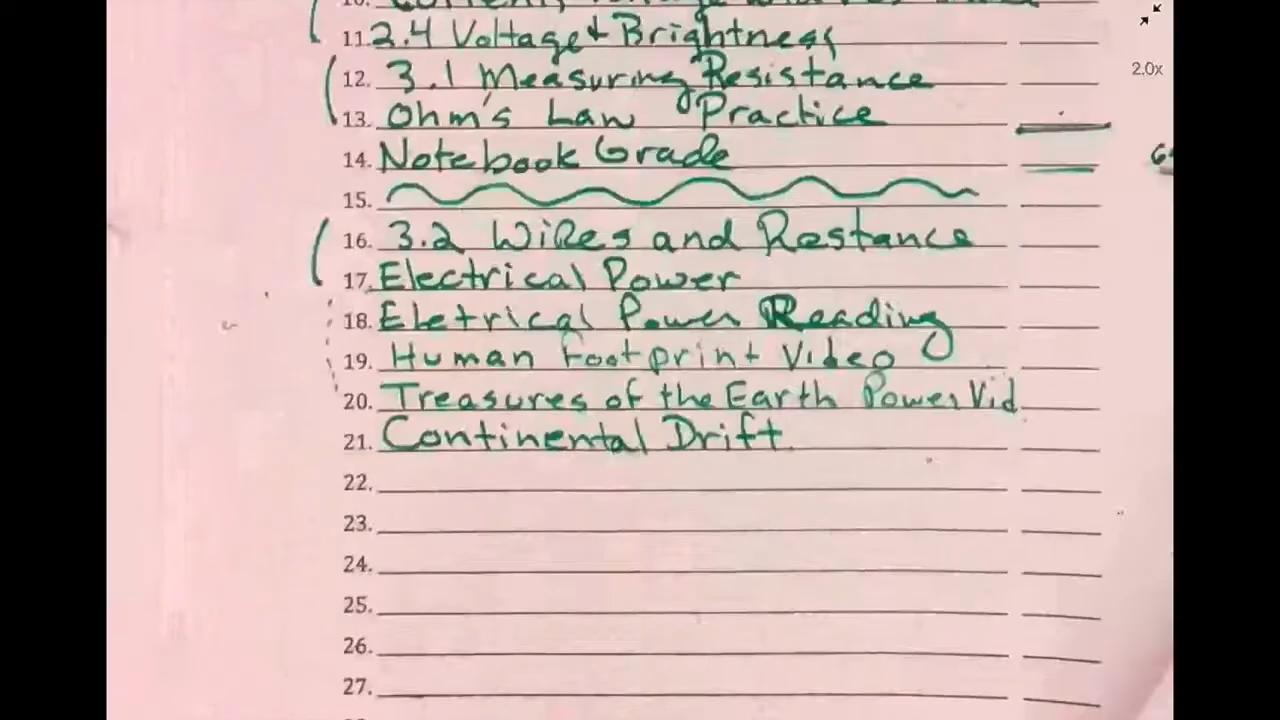 11. 2.4 Voltage & Brightness
2.0x
12. 3.1 Measuring Resistance
13. Ohm's Law Practice
14. Notebook Grade
15.
16. 3.2 Wires and Restance
17. Electrical Power
18. Eletrical Power Reading
19. Human Footprint Video
20. Treasures of the Earth Power Vid.
21. Continental Drift
22.
23.
24.
25.
26.
27.